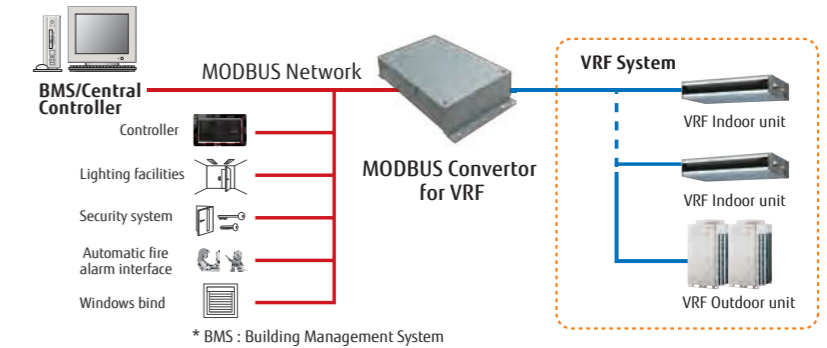 MODBUS Network
BMS/Central
Controller
Controller
Lighting facilities
Security system
Automatic fire
alarm interface
Windows bind
MODBUS Convertor
for VRF
VRF System
VRF Indoor unit
VRF Indoor unit
VRF Outdoor unit
* BMS : Building Management System